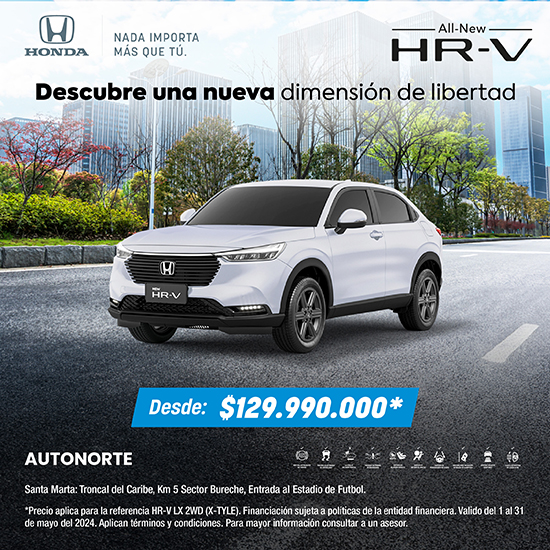 HONDA
NADA IMPORTA
MÁS QUE TÚ.
All-New
HR-V
Descubre una nueva dimensión de libertad
NEW
HR-V
Desde: $129.990.000*
AUTONORTE
Santa Marta: Troncal del Caribe, Km 5 Sector Bureche, Entrada al Estadio de Futbol.
*Precio aplica para la referencia HR-V LX 2WD (X-TYLE). Financiación sujeta a políticas de la entidad financiera. Valido del 1 al 31
de mayo del 2024. Aplican términos y condiciones. Para mayor información consultar a un asesor.